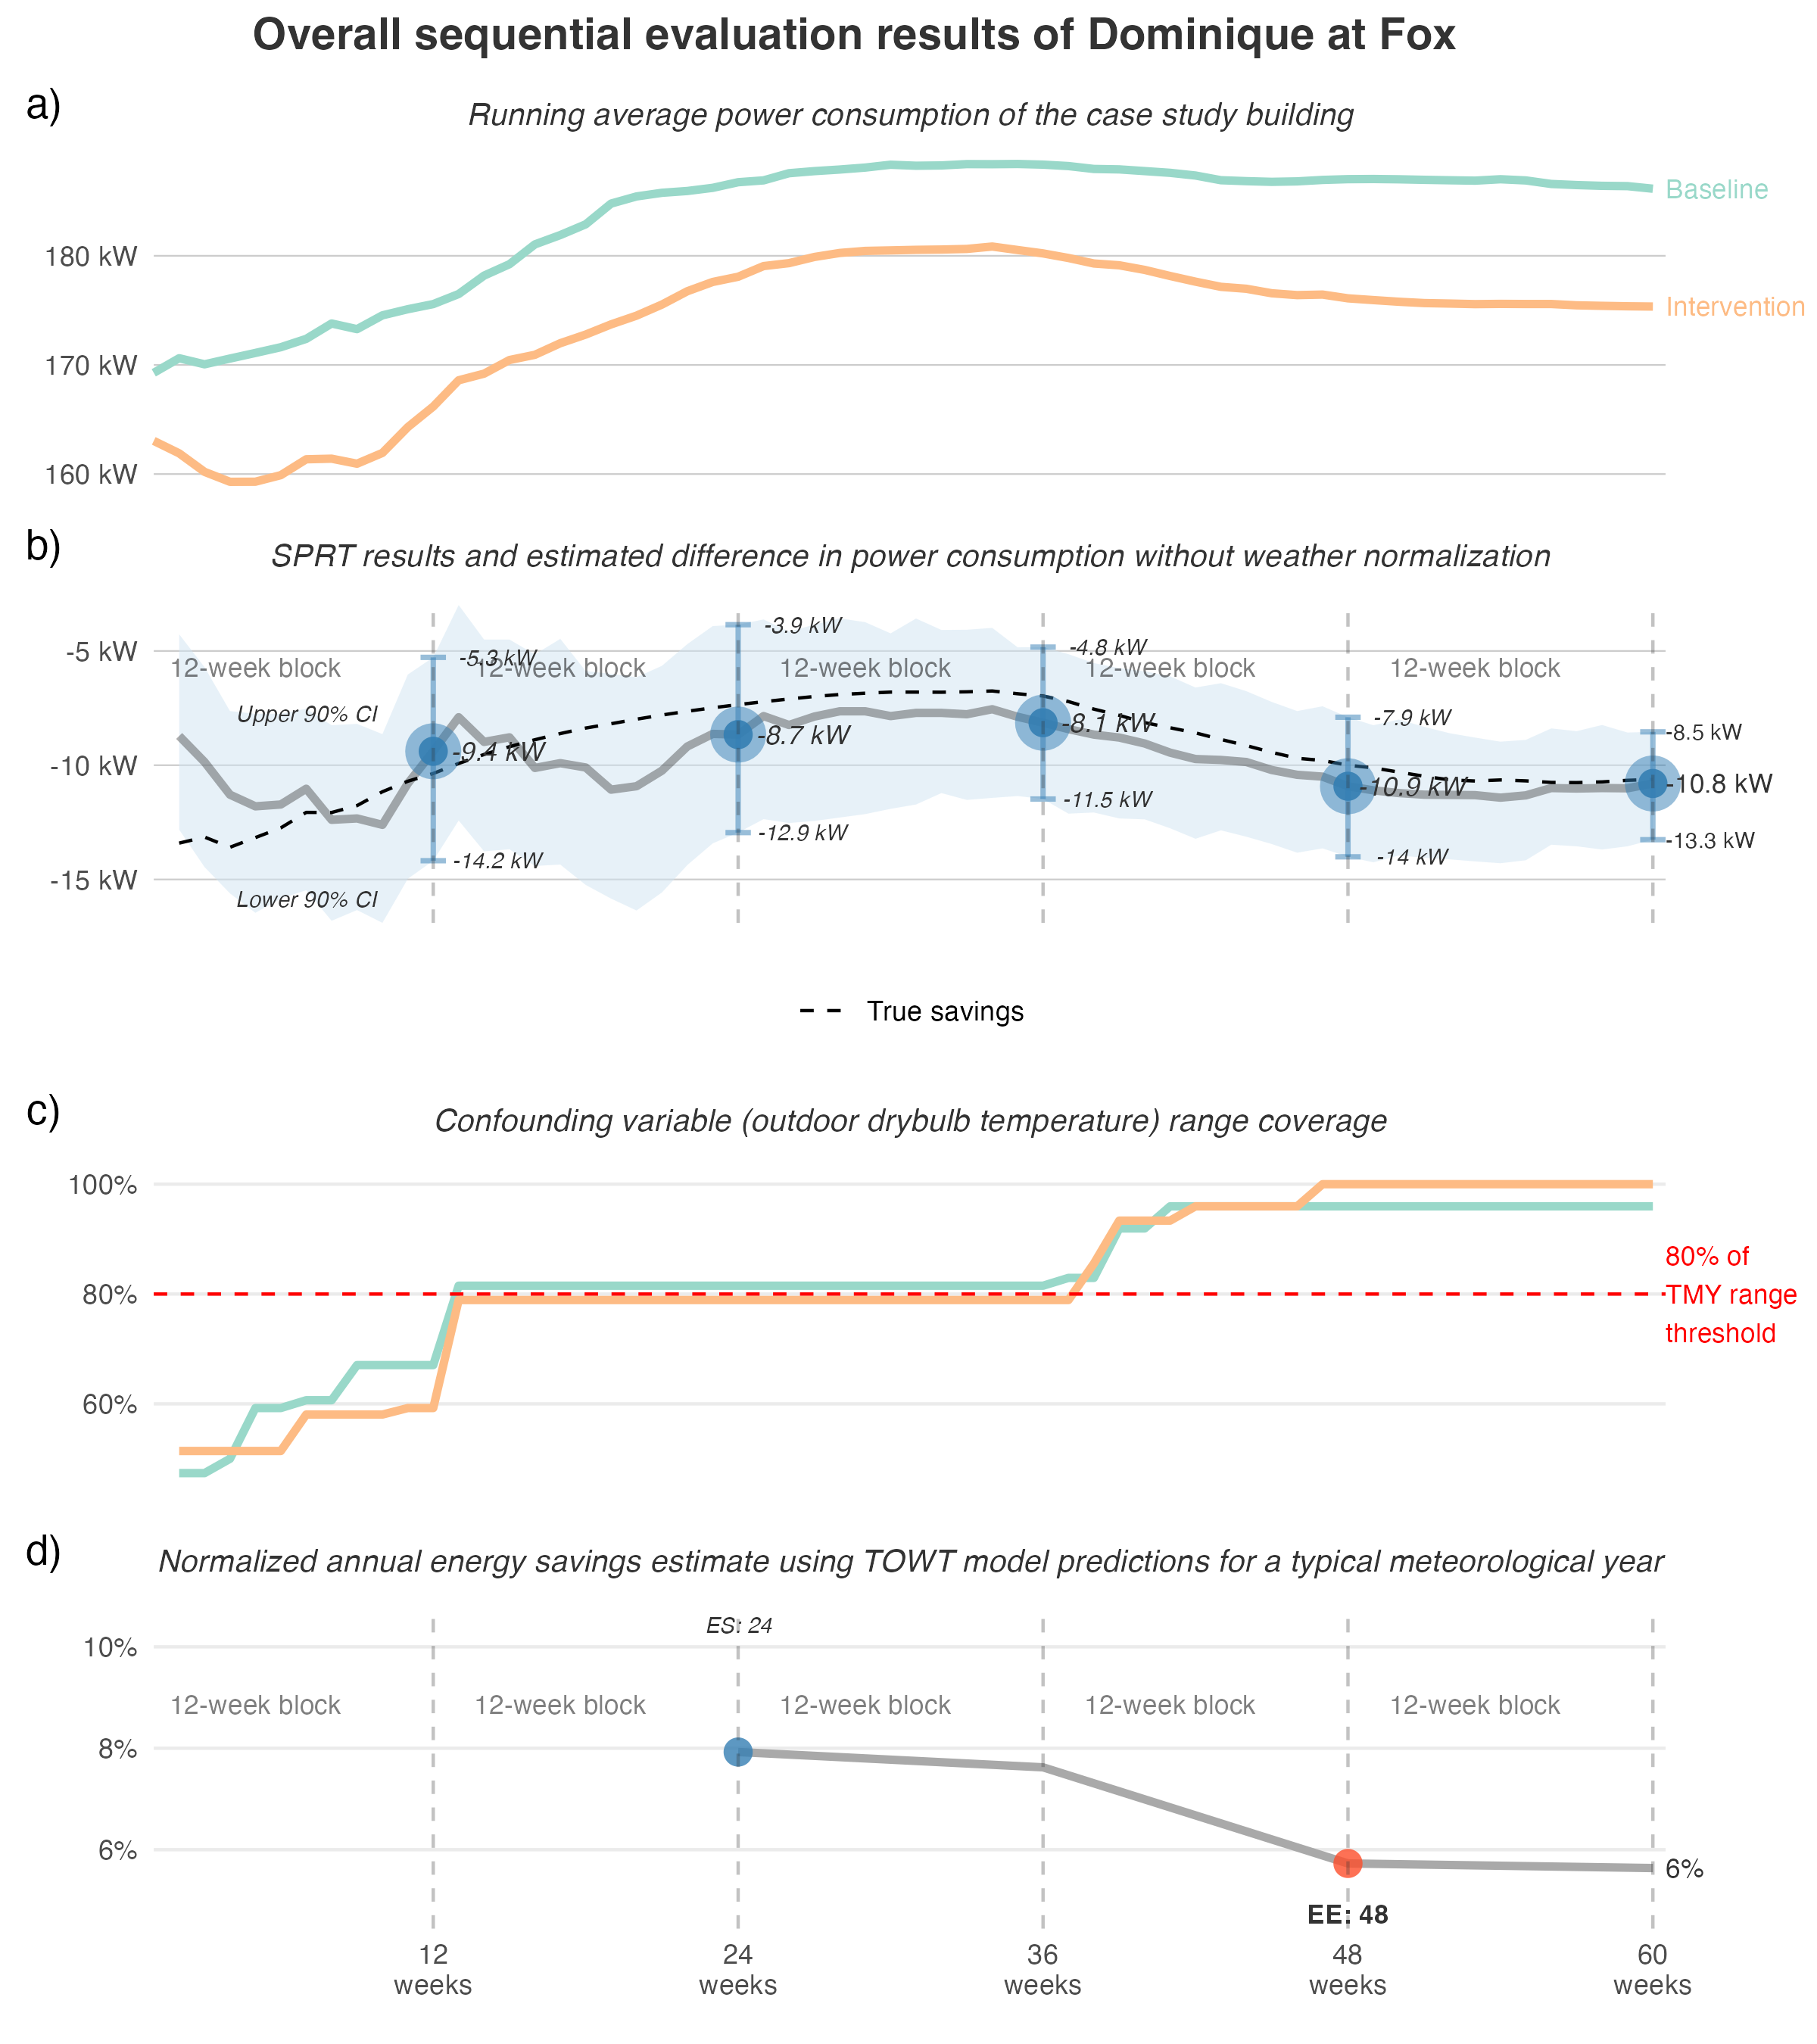 Overall sequential evaluation results of Dominique at Fox
a)
Running average power consumption of the case study building
Baseline
180 kW
Intervention
170 kW
160 kW
b)
SPRT results and estimated difference in power consumption without weather normalization
-5 kW
-10 kW
-15 kW
12-week block
12-week block
12-week block
12-week block
12-week block
Upper 90% CI
Lower 90% CI
-5.3 kW
-9.4 kW
-14.2 kW
-3.9 kW
-8.7 kW
-12.9 kW
-4.8 kW
-8.1 kW
-11.5 kW
-7.9 kW
-10.9 kW
-14 kW
-8.5 kW
-10.8 kW
-13.3 kW
True savings
c)
Confounding variable (outdoor drybulb temperature) range coverage
100%
80%
60%
80% of
TMY range
threshold
d)
Normalized annual energy savings estimate using TOWT model predictions for a typical meteorological year
ES: 24
10%
8%
6%
12-week block
12-week block
12-week block
12-week block
12-week block
6%
EE: 48
12
weeks
24
weeks
36
weeks
48
weeks
60
weeks